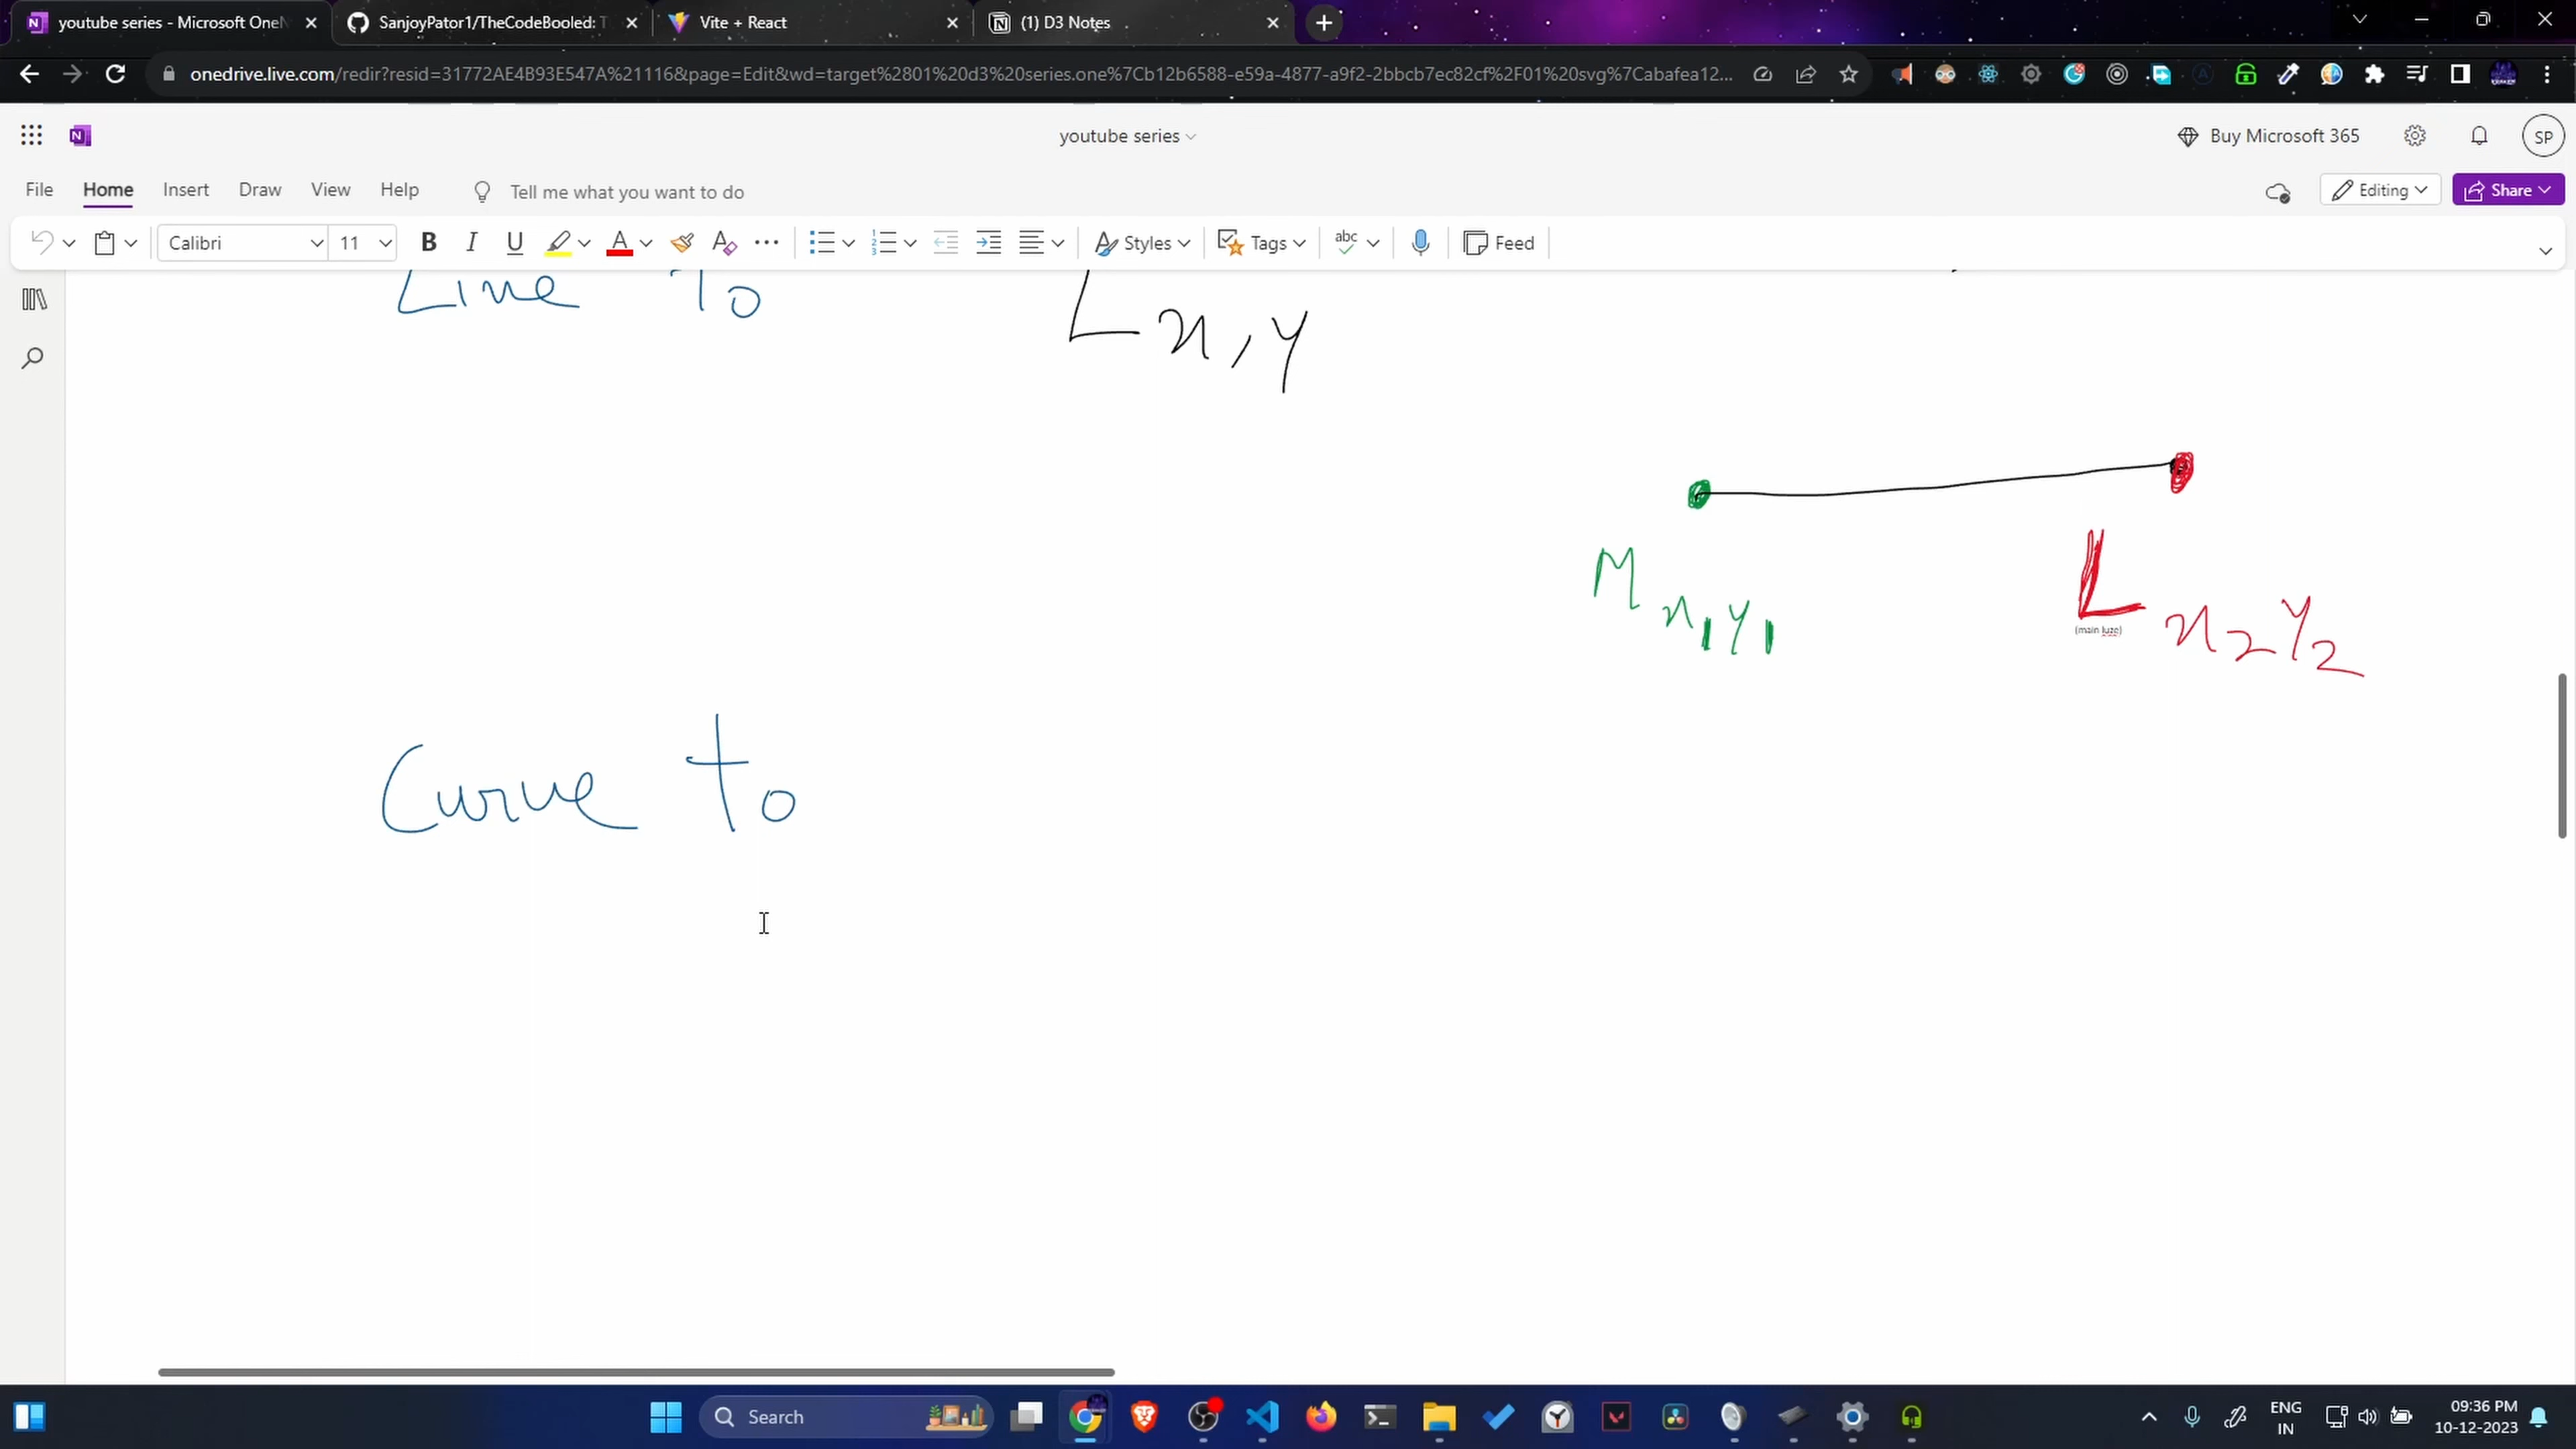 youtube series - Microsoft OneN
SanjoyPator1/TheCodeBooled: T
Vite + React
(1) D3 Notes
onedrive.live.com/redir?resid=31772AE4B93E547A%21116&page=Edit&wd=target%2801%20d3%20series.one%7Cb12b6588-e59a-4877-a9f2-2bbcb7ec82cf%2F01%20svg%7Cabafea12...
youtube series
Buy Microsoft 365
SP
File Home Insert Draw View Help Tell me what you want to do
Editing
Share
Calibri 11 B I U A Styles Tags abc Feed
Line To
L x,y
M x1 y1
L x2 y2
(main luze)
Curve to
Search
ENG
IN
09:36 PM
10-12-2023